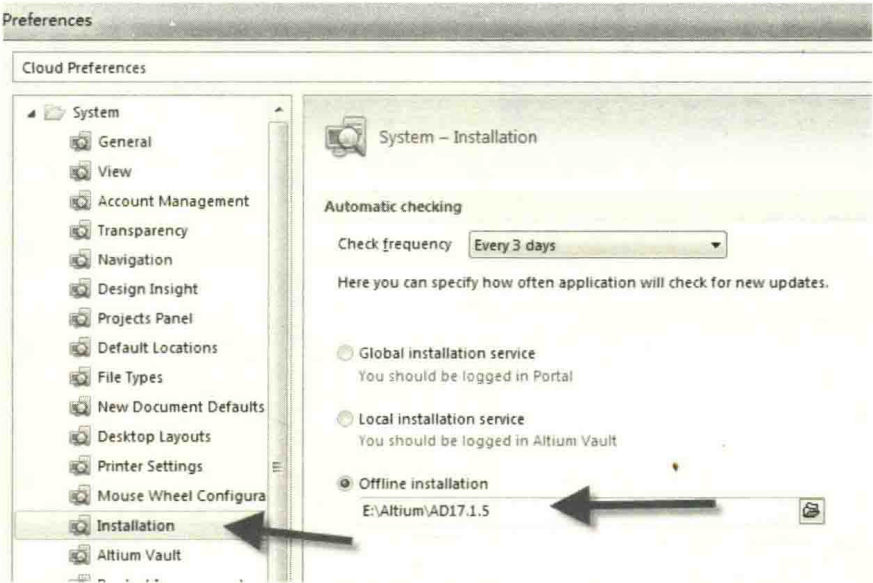 Preferences
Cloud Preferences
System
General
View
Account Management
Transparency
Navigation
Design Insight
Projects Panel
Default Locations
File Types
New Document Defaults
Desktop Layouts
Printer Settings
Mouse Wheel Configura
Installation
Altium Vault
System – Installation
Automatic checking
Check frequency Every 3 days
Here you can specify how often application will check for new updates.
Global installation service
You should be logged in Portal
Local installation service
You should be logged in Altium Vault
Offline installation
E:\Altium\AD17.1.5